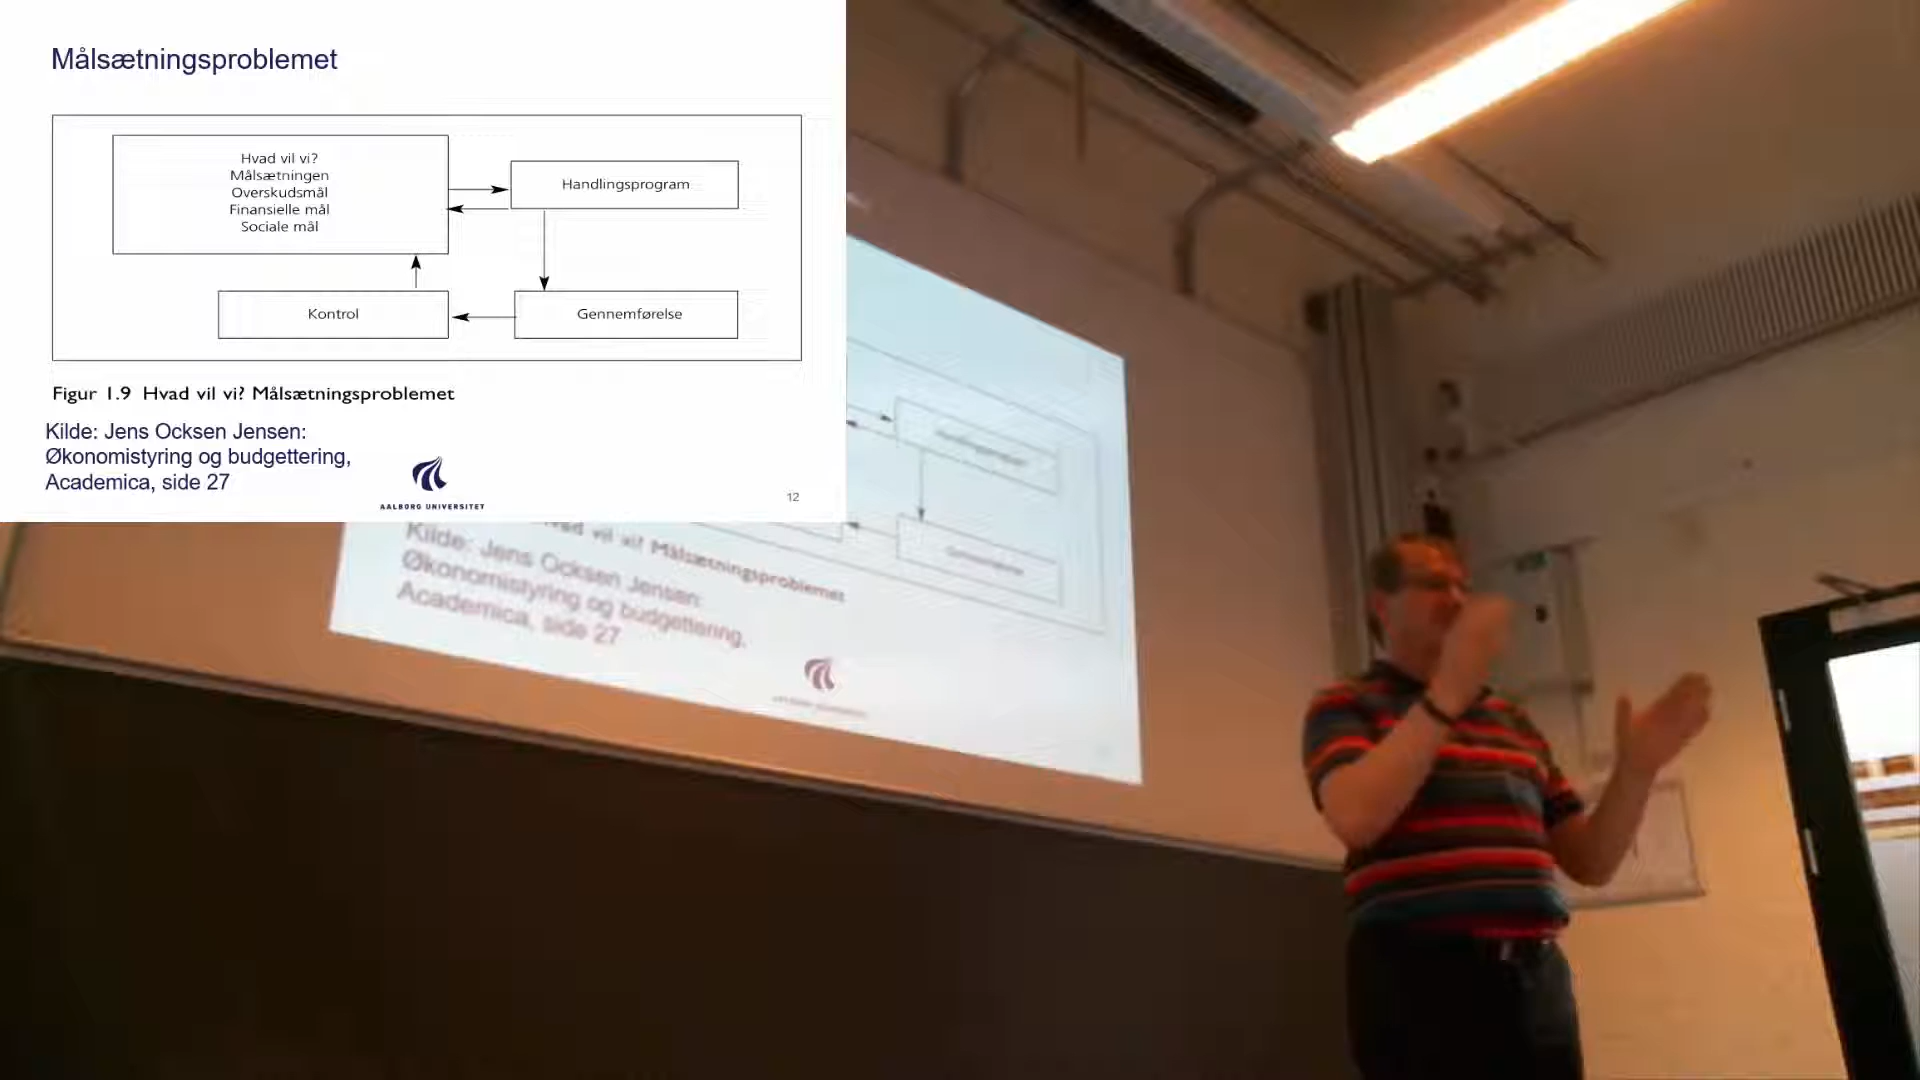 Målsætningsproblemet
Hvad vil vi?
Målsætningen
Overskudsmål
Finansielle mål
Sociale mål
Handlingsprogram
Kontrol
Gennemførelse
Figur 1.9 Hvad vil vi? Målsætningsproblemet
Kilde: Jens Ocksen Jensen:
Økonomistyring og budgettering,
Academica, side 27
AALBORG UNIVERSITET
12
vil vi? Målsætningsproblemet
Kilde: Jens Ocksen Jensen:
Økonomistyring og budgettering,
Academica, side 27